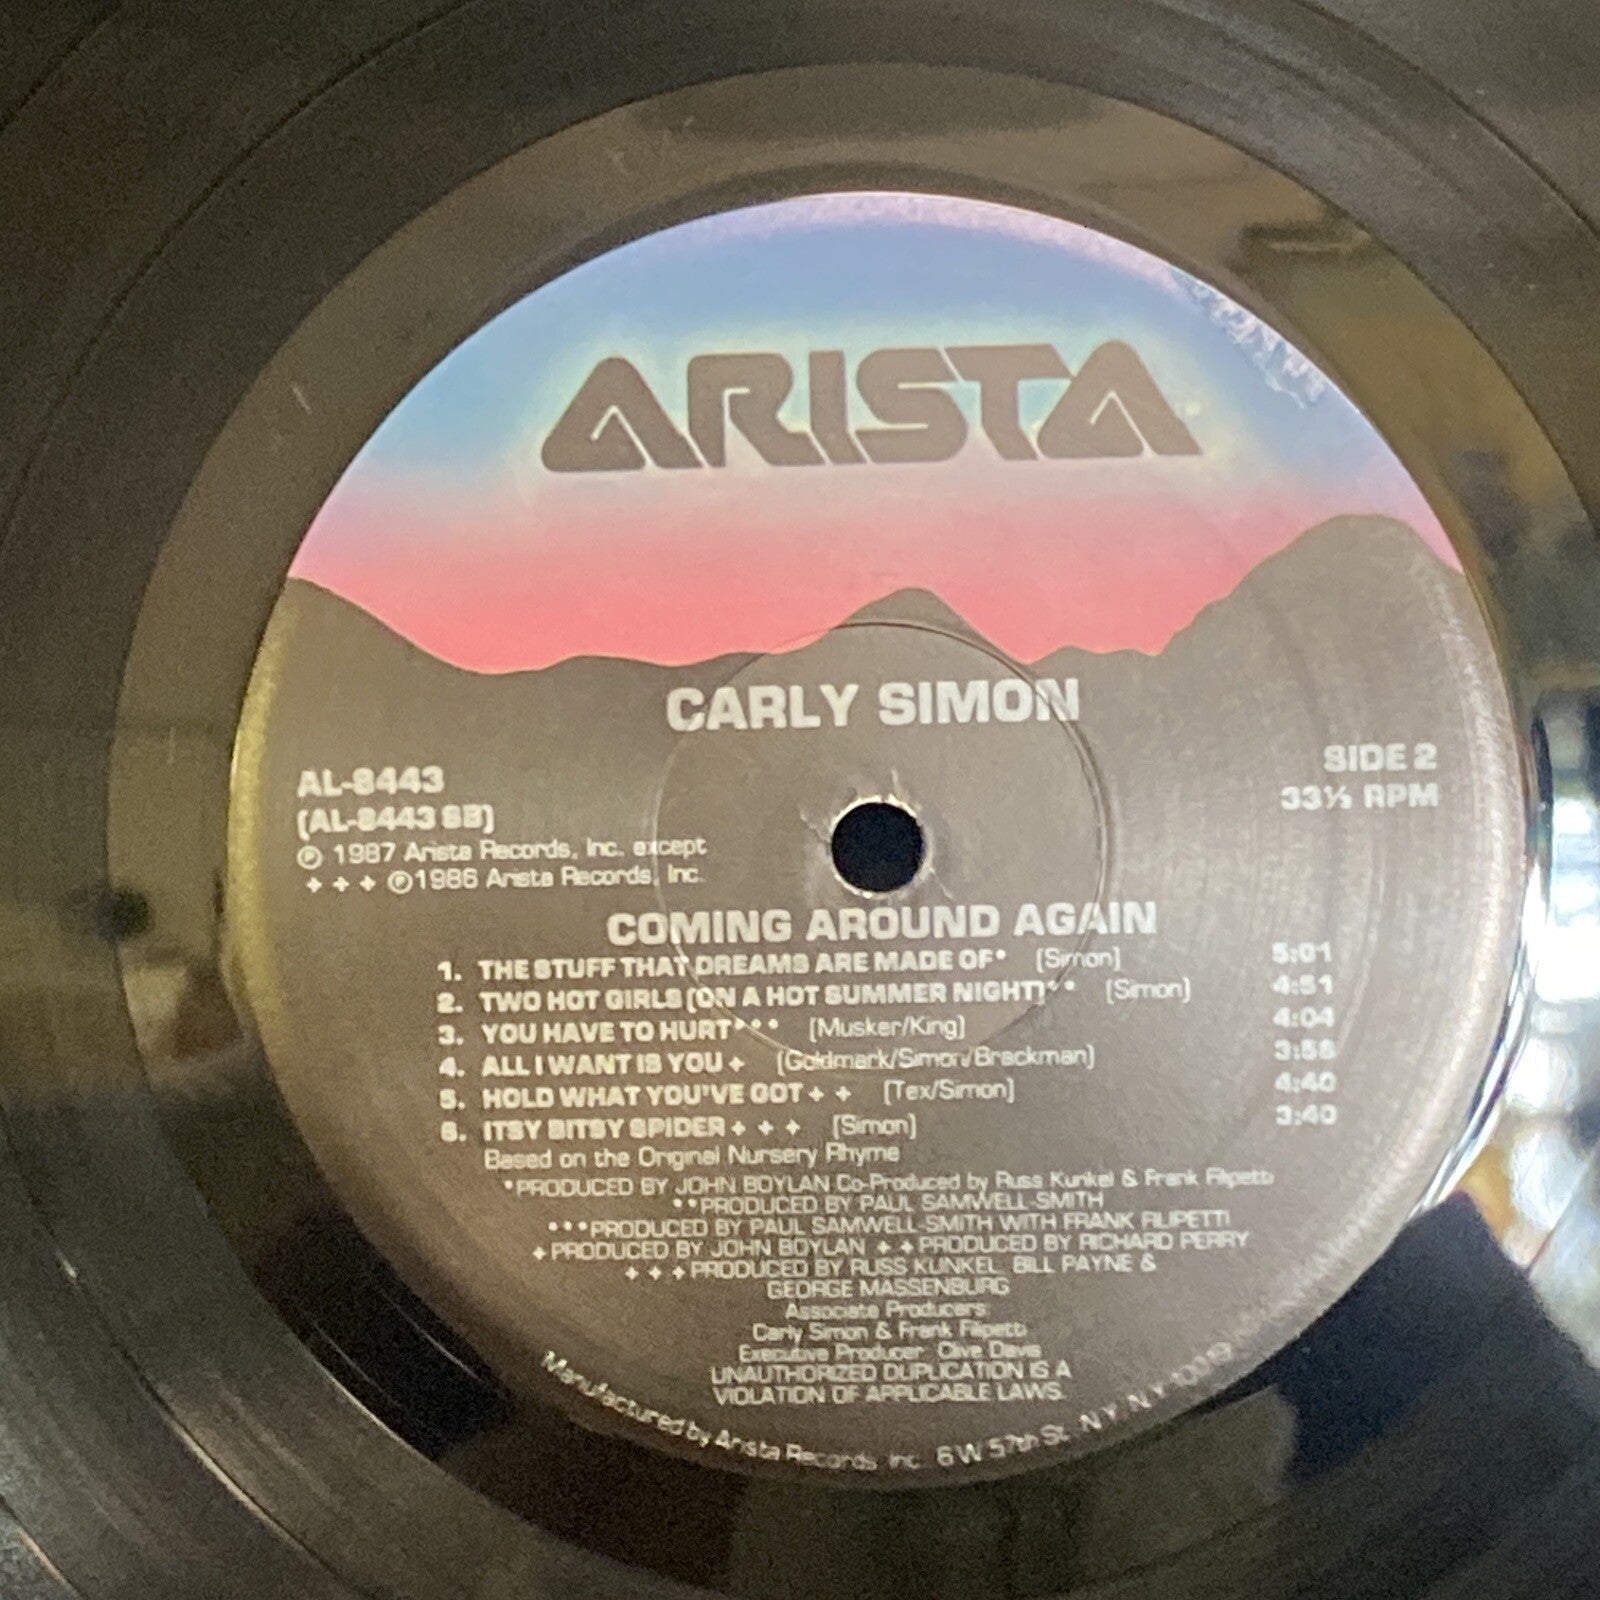 ARISTA
CARLY SIMON
AL-8443
(AL-8443 SB)
℗ 1987 Arista Records, Inc. except
+ + + ℗1986 Arista Records, Inc.
SIDE 2
33⅓ RPM
COMING AROUND AGAIN
1. THE STUFF THAT DREAMS ARE MADE OF* (Simon) 5:01
2. TWO HOT GIRLS (ON A HOT SUMMER NIGHT)** (Simon) 4:51
3. YOU HAVE TO HURT*** (Musker/King) 4:04
4. ALL I WANT IS YOU + (Goldmark/Simon/Brackman) 3:58
5. HOLD WHAT YOU'VE GOT + + (Tex/Simon) 4:40
6. ITSY BITSY SPIDER + + + (Simon) 3:40
Based on the Original Nursery Rhyme
*PRODUCED BY JOHN BOYLAN Co-Produced by Russ Kunkel & Frank Filipetti
**PRODUCED BY PAUL SAMWELL-SMITH
***PRODUCED BY PAUL SAMWELL-SMITH WITH FRANK FILIPETTI
+PRODUCED BY JOHN BOYLAN + +PRODUCED BY RICHARD PERRY
+ + +PRODUCED BY RUSS KUNKEL, BILL PAYNE &
GEORGE MASSENBURG
Associate Producers:
Carly Simon & Frank Filipetti
Executive Producer: Clive Davis
UNAUTHORIZED DUPLICATION IS A
VIOLATION OF APPLICABLE LAWS.
Manufactured by Arista Records, Inc. 6 W. 57th St., N.Y. N.Y. 10019